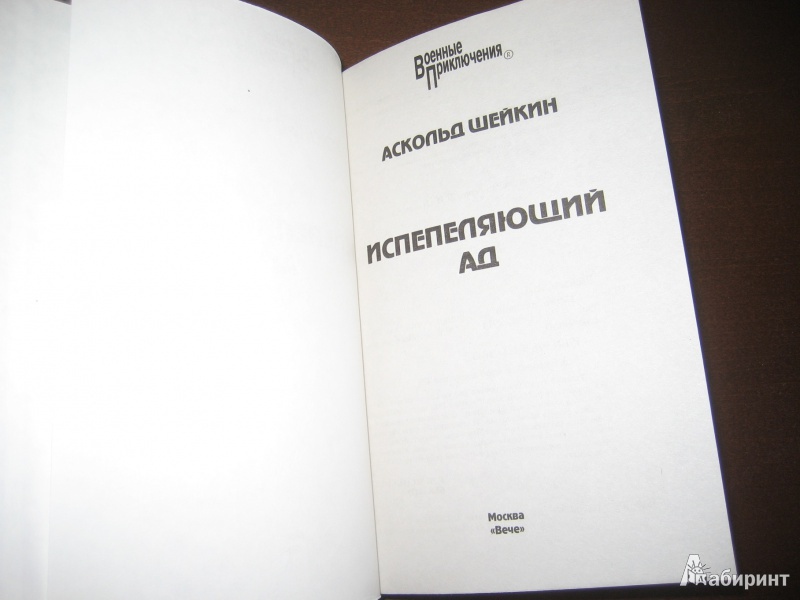 Военные
Приключения ®
АСКОЛЬД ШЕЙКИН
ИСПЕПЕЛЯЮЩИЙ
АД
Москва
«Вече»
Лабиринт